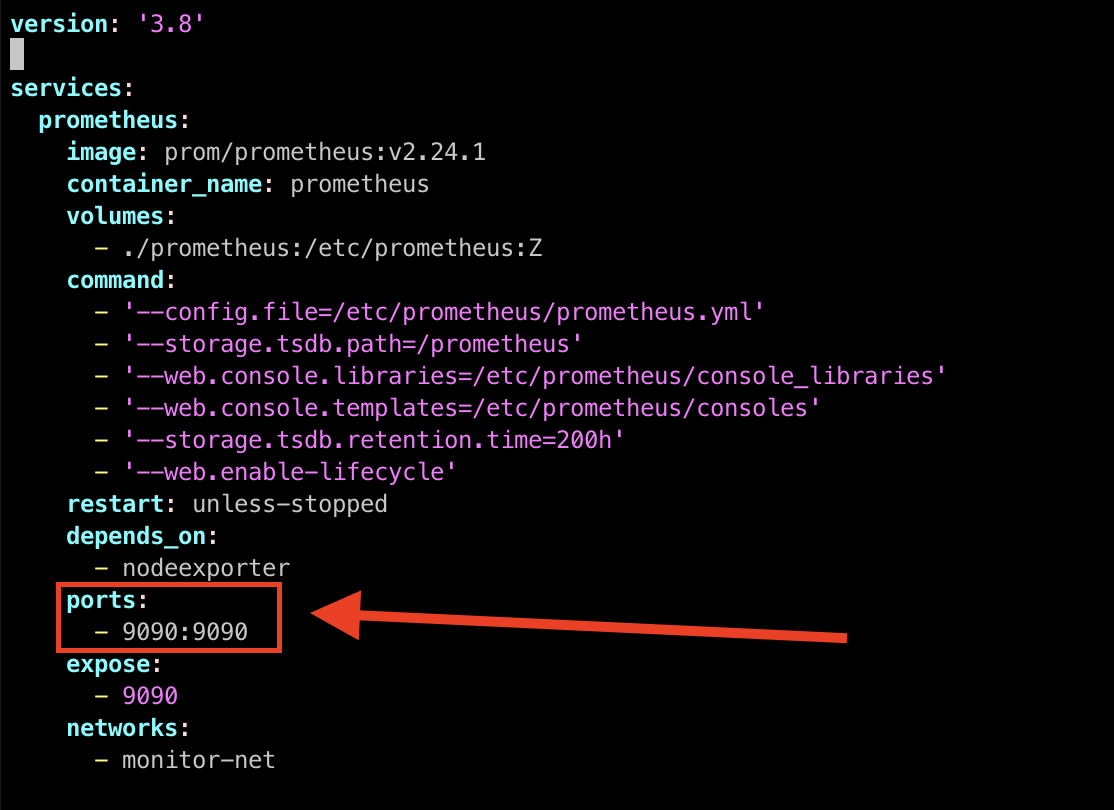 version: '3.8'
services:
  prometheus:
    image: prom/prometheus:v2.24.1
    container_name: prometheus
    volumes:
      - ./prometheus:/etc/prometheus:Z
    command:
      - '--config.file=/etc/prometheus/prometheus.yml'
      - '--storage.tsdb.path=/prometheus'
      - '--web.console.libraries=/etc/prometheus/console_libraries'
      - '--web.console.templates=/etc/prometheus/consoles'
      - '--storage.tsdb.retention.time=200h'
      - '--web.enable-lifecycle'
    restart: unless-stopped
    depends_on:
      - nodeexporter
    ports:
      - 9090:9090
    expose:
      - 9090
    networks:
      - monitor-net